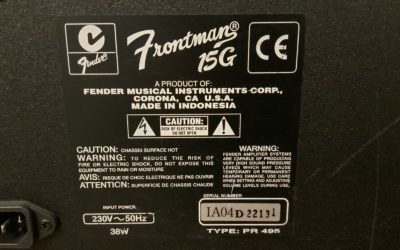 Fender
Frontman®
15G
CE
A PRODUCT OF:
FENDER MUSICAL INSTRUMENTS CORP.,
CORONA, CA U.S.A.
MADE IN INDONESIA
CAUTION:
RISK OF ELECTRIC SHOCK
DO NOT OPEN
CAUTION: CHASSIS SURFACE HOT
WARNING: TO REDUCE THE RISK OF
FIRE OR ELECTRIC SHOCK, DO NOT EXPOSE
THIS EQUIPMENT TO RAIN OR MOISTURE
AVIS: RISQUE DE CHOC ELECTRIQUE NE PAS OUVRIR
ATTENTION: SUPERFICIE DE CHASSIS CHAUDE
WARNING:
FENDER AMPLIFIER SYSTEMS
ARE CAPABLE OF PRODUCING
VERY HIGH SOUND PRESSURE
LEVELS WHICH MAY CAUSE
TEMPORARY OR PERMANENT
HEARING DAMAGE. USE CARE
WHEN SETTING AND ADJUSTING
VOLUME LEVELS DURING USE.
INPUT POWER
230V~50Hz
38W
SERIAL NUMBER
TYPE: PR 495